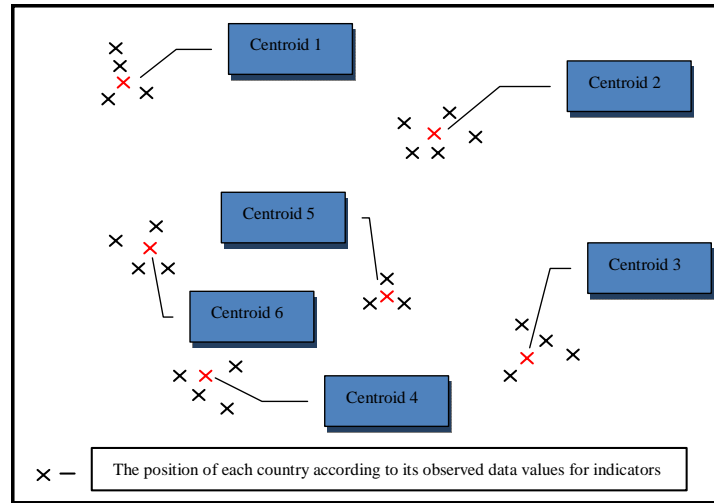 Centroid 1
Centroid 2
Centroid 5
Centroid 3
Centroid 6
Centroid 4
The position of each country according to its observed data values for indicators